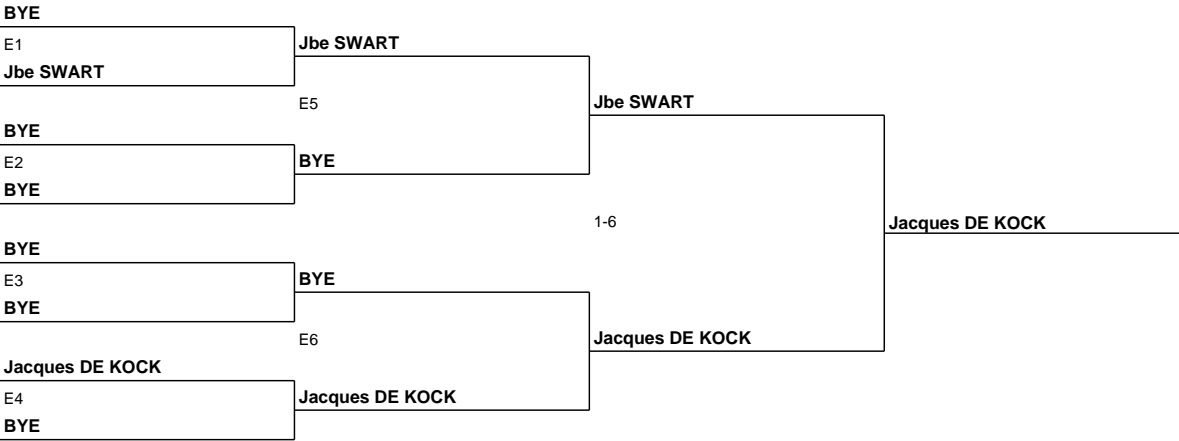 BYE
E1
Jbe SWART
Jbe SWART
E5
Jbe SWART
BYE
E2
BYE
BYE
1-6
Jacques DE KOCK
BYE
E3
BYE
BYE
E6
Jacques DE KOCK
Jacques DE KOCK
E4
Jacques DE KOCK
BYE